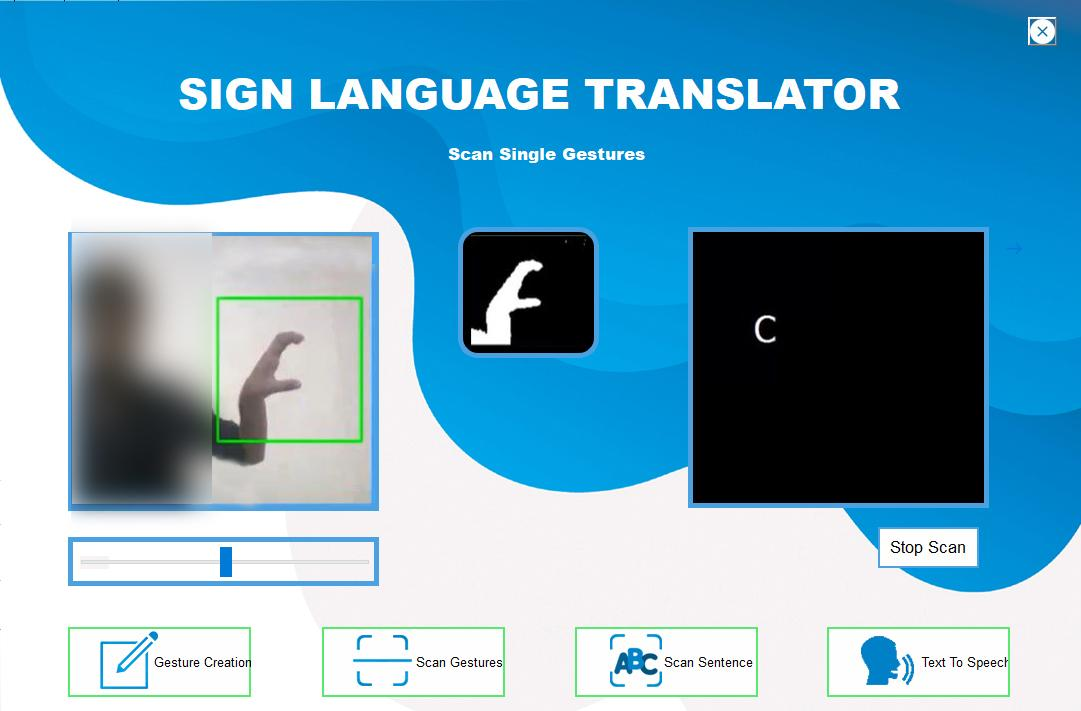 SIGN LANGUAGE TRANSLATOR
Scan Single Gestures
C
Stop Scan
Gesture Creation
Scan Gestures
ABC
Scan Sentence
Text To Speech